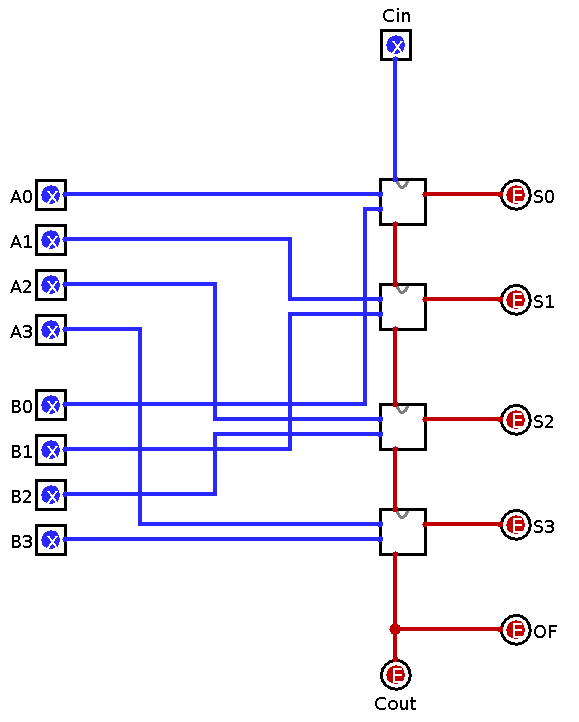 Cin
x
A0 x E S0
A1 x
A2 x E S1
A3 x
B0 x E S2
B1 x
B2 x
B3 x E S3
E OF
E
Cout